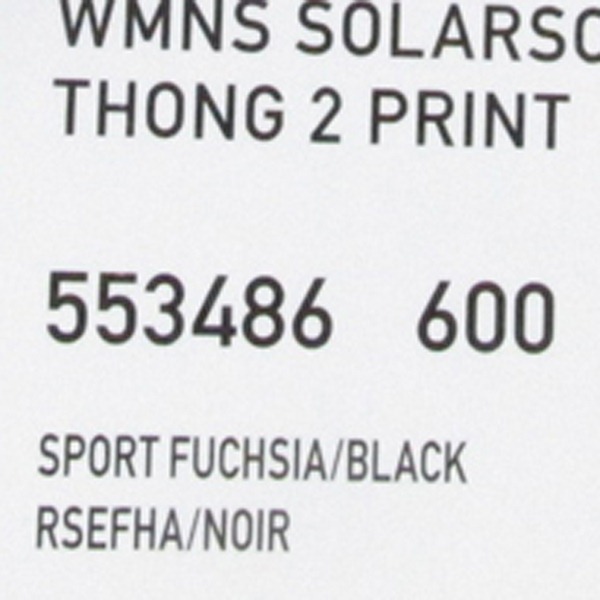 WMNS SOLARSO
THONG 2 PRINT
553486 600
SPORT FUCHSIA/BLACK
RSEFHA/NOIR